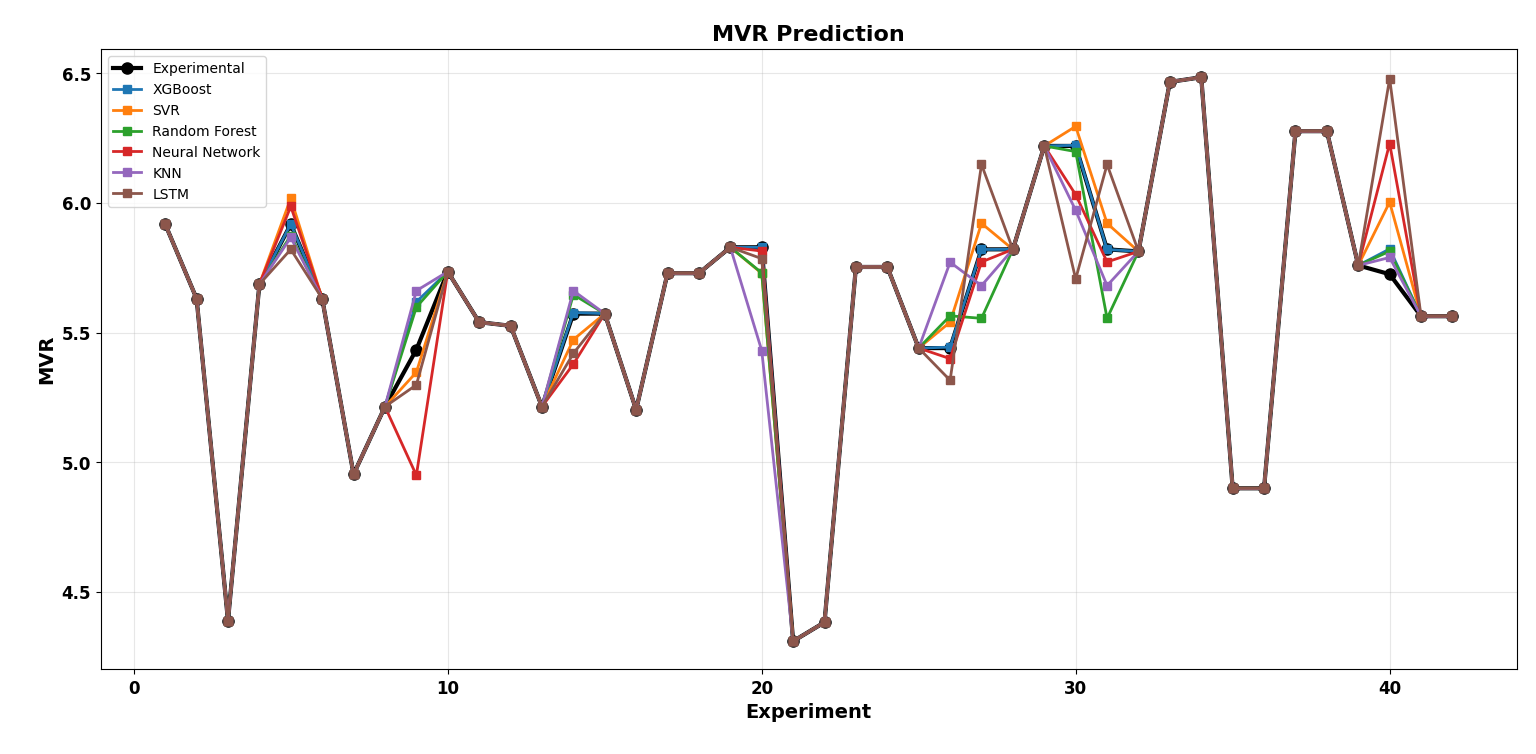 MVR Prediction
Experimental
XGBoost
SVR
Random Forest
Neural Network
KNN
LSTM
6.5
6.0
5.5
5.0
4.5
MVR
0 10 20 30 40
Experiment